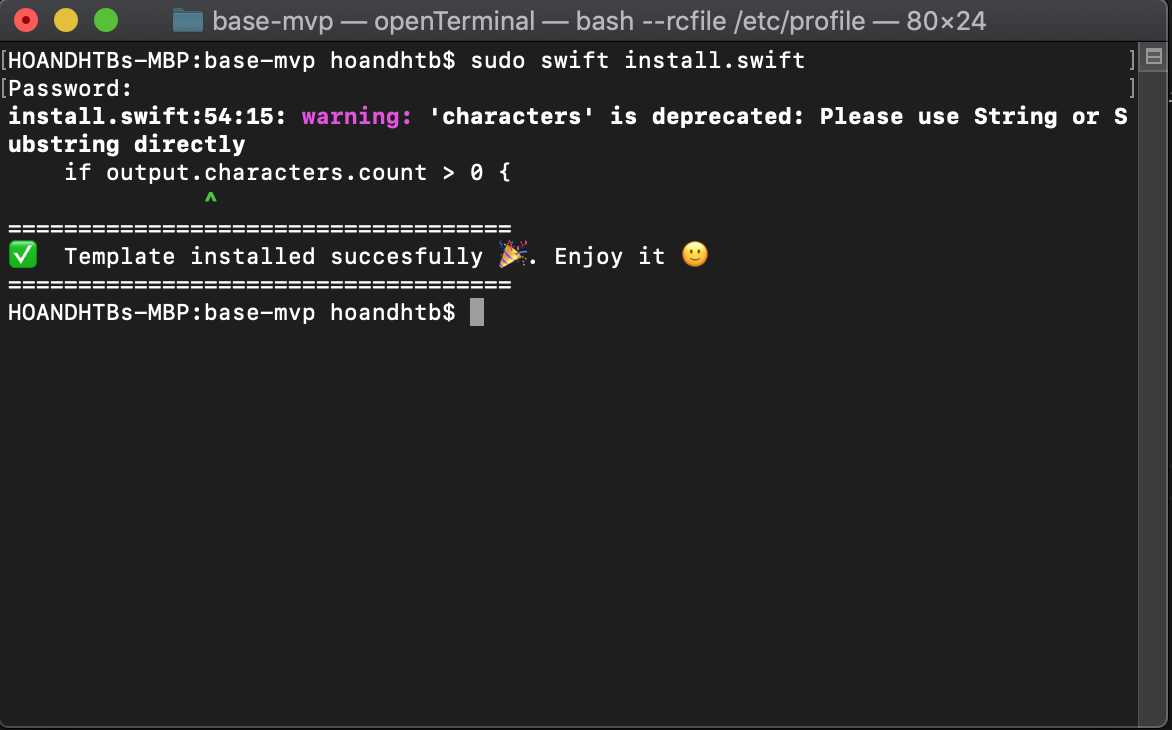 base-mvp — openTerminal — bash --rcfile /etc/profile — 80×24
[HOANDHTBs-MBP:base-mvp hoandhtb$ sudo swift install.swift ]
[Password: ]
install.swift:54:15: warning: 'characters' is deprecated: Please use String or S
ubstring directly
    if output.characters.count > 0 {
              ^
====================================
✅  Template installed succesfully 🎉. Enjoy it 🙂
====================================
HOANDHTBs-MBP:base-mvp hoandhtb$